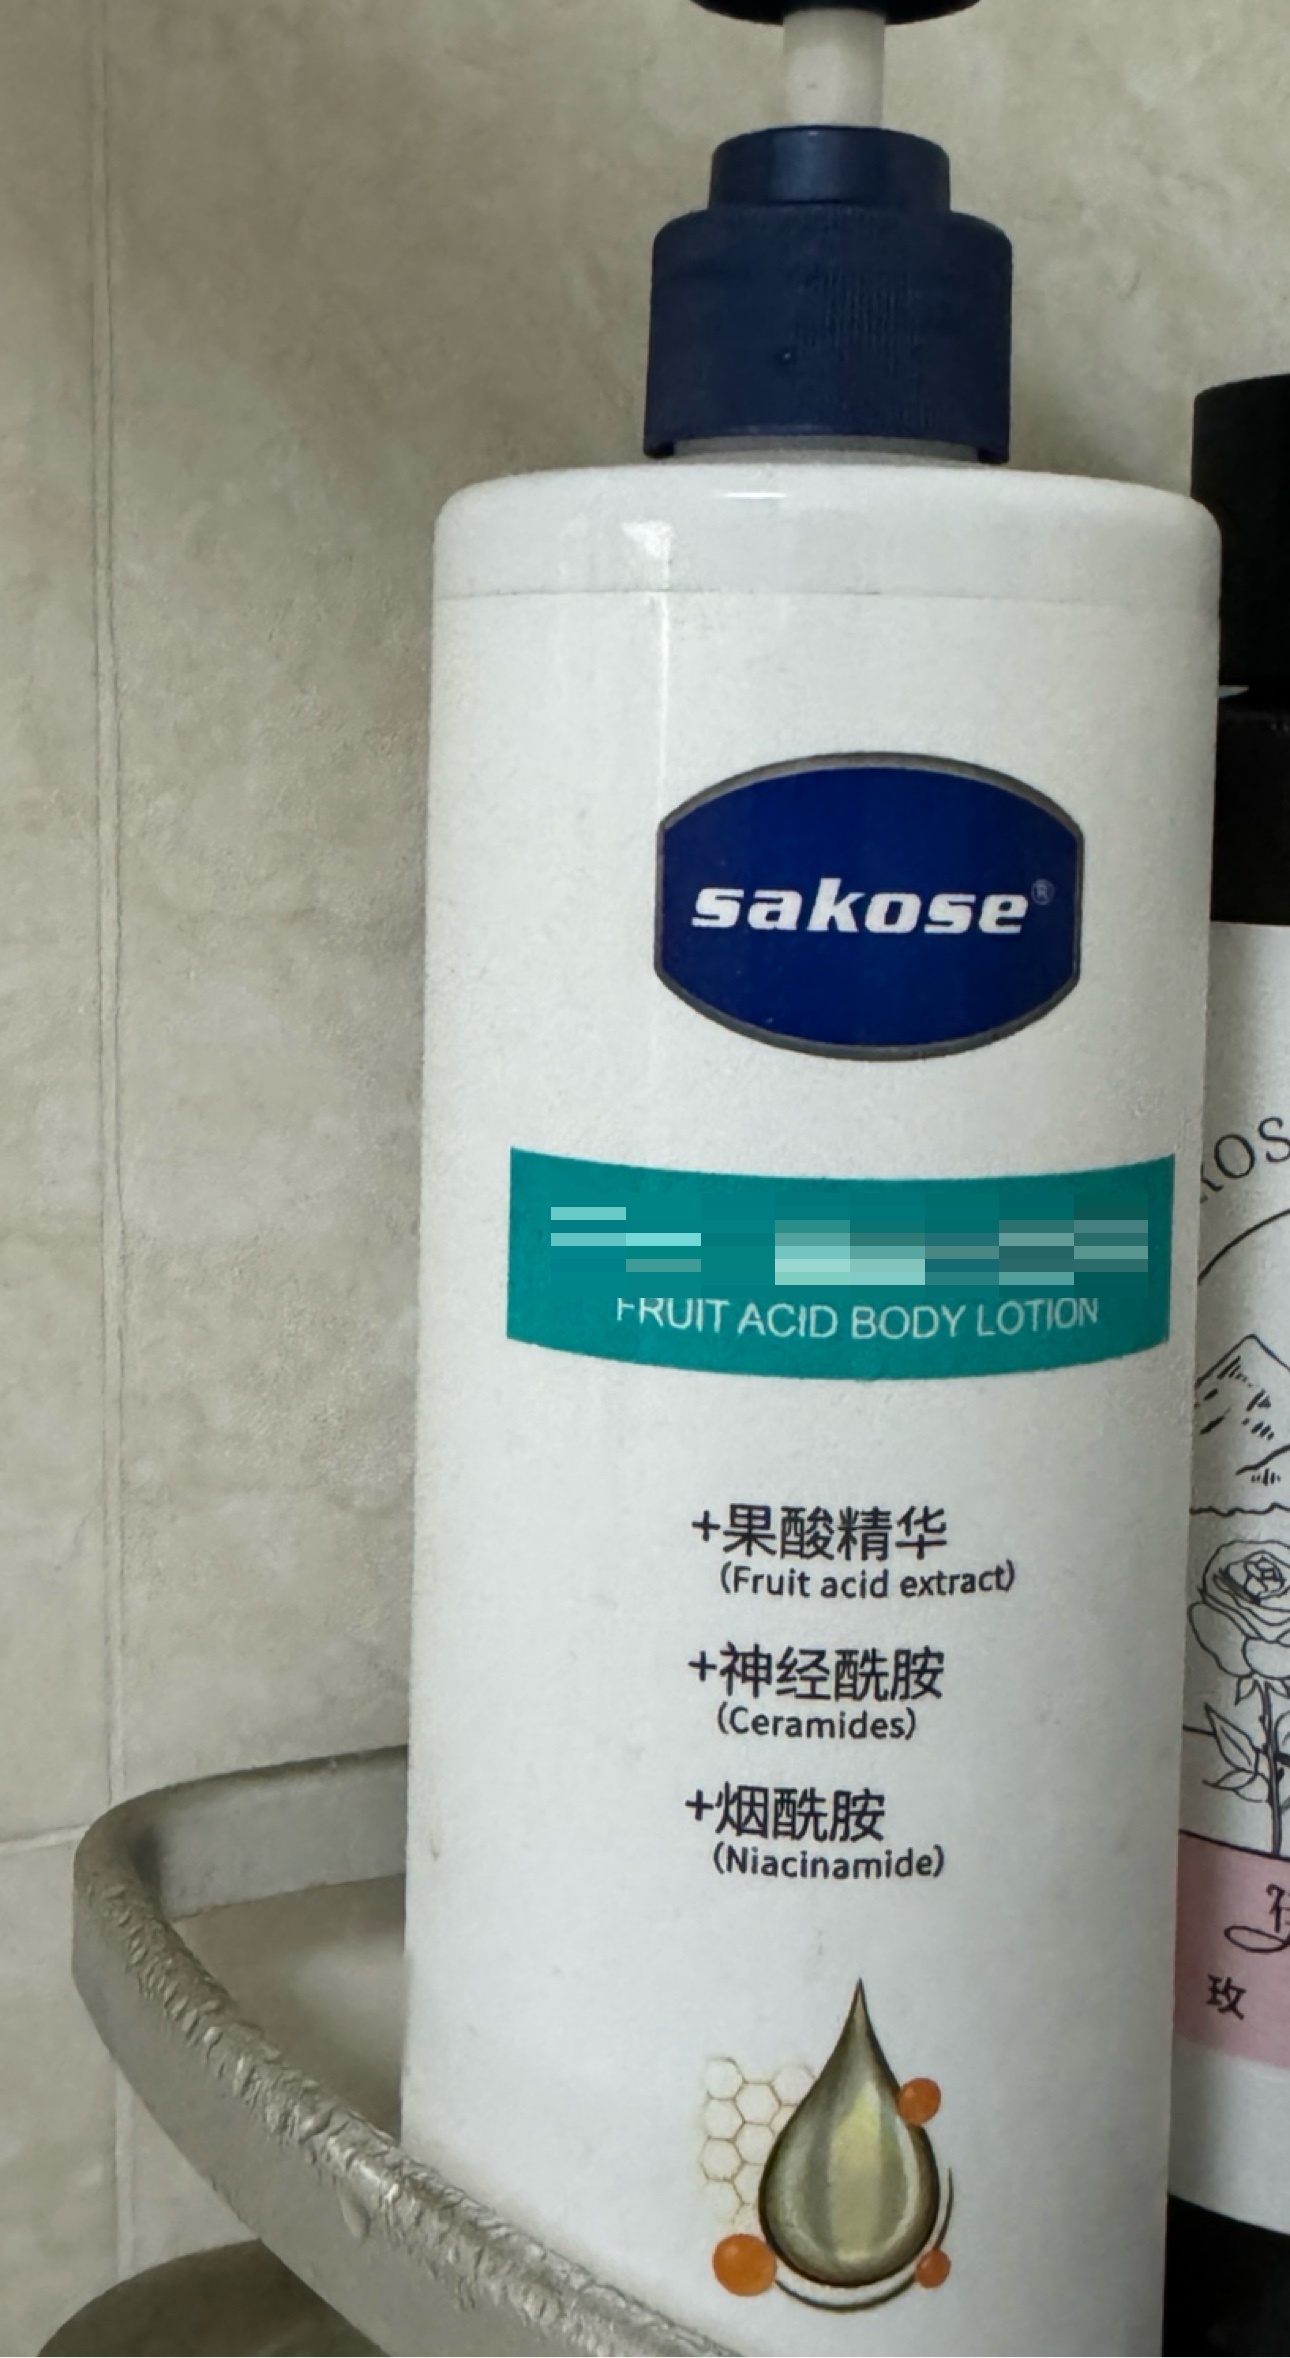 sakose®
FRUIT ACID BODY LOTION
+果酸精华
(Fruit acid extract)
+神经酰胺
(Ceramides)
+烟酰胺
(Niacinamide)
玫